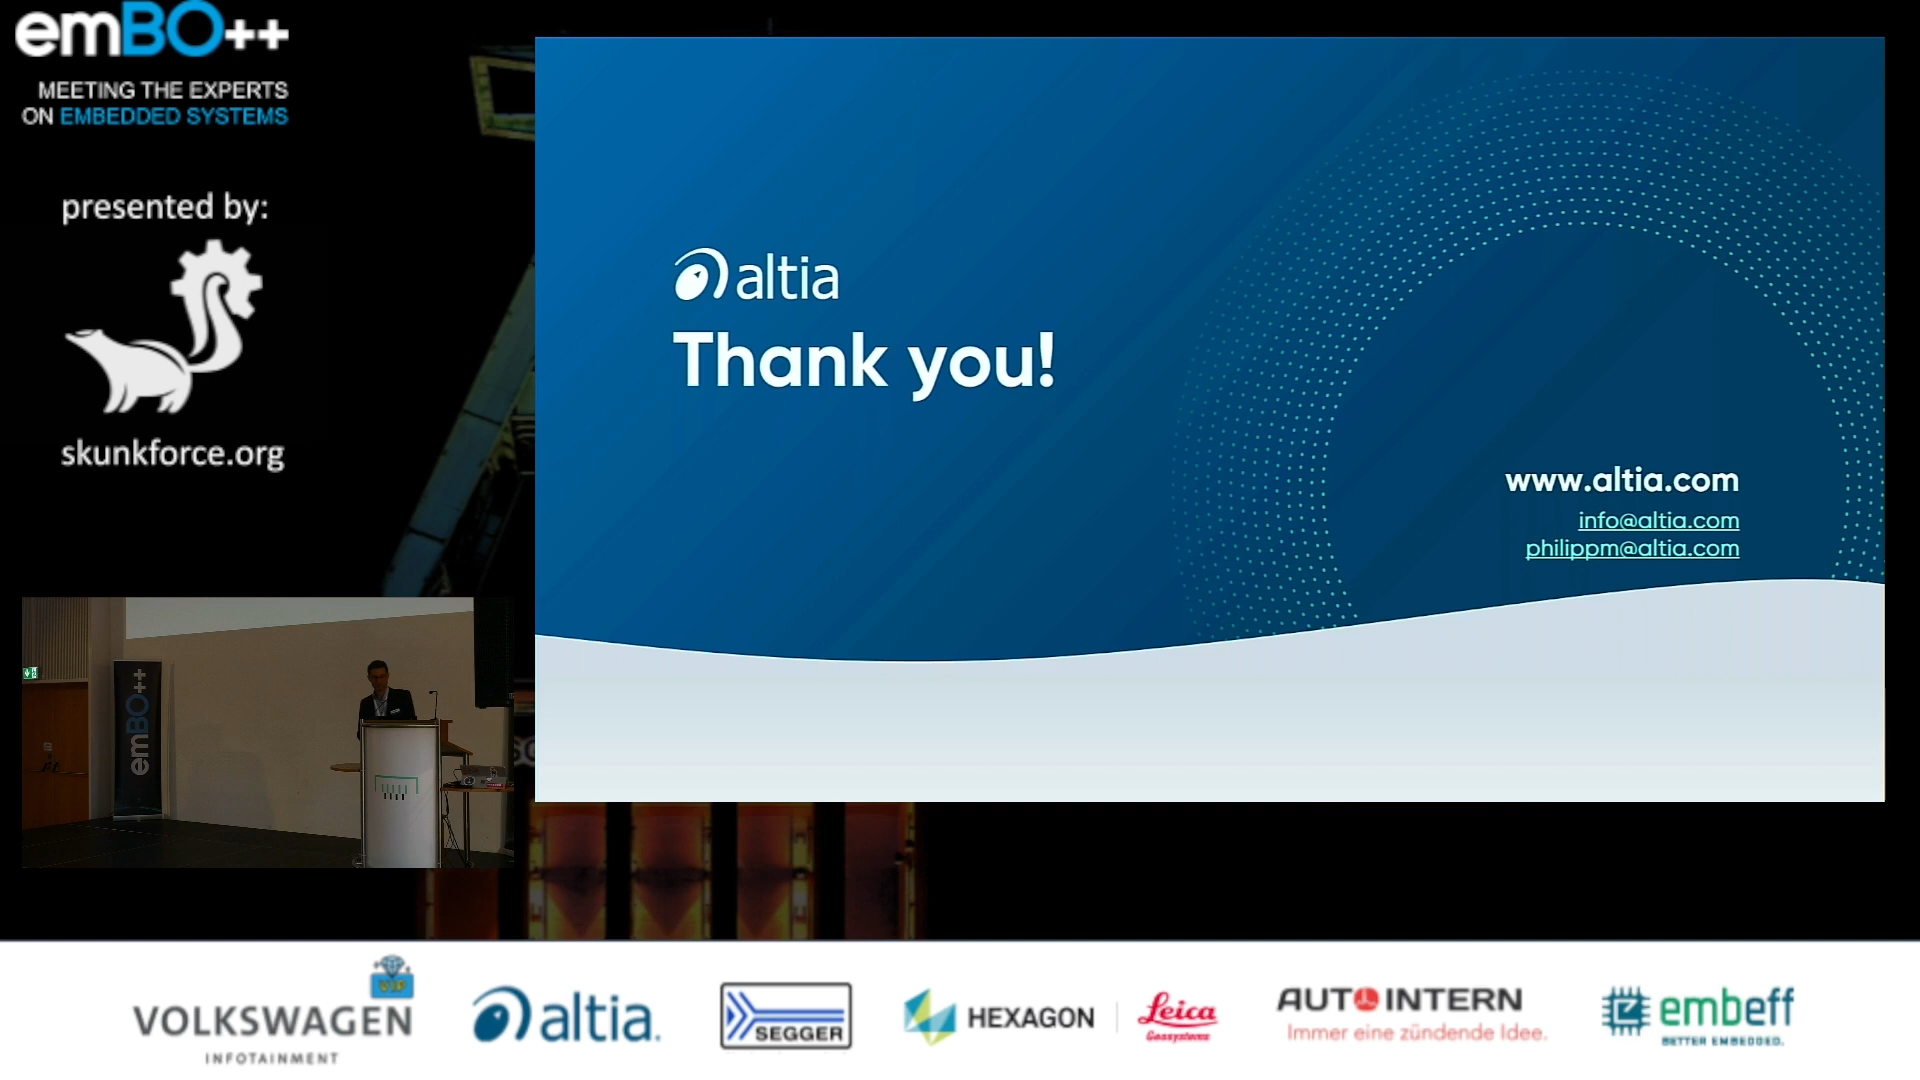 emBO++
MEETING THE EXPERTS
ON EMBEDDED SYSTEMS
presented by:
skunkforce.org
altia
Thank you!
www.altia.com
info@altia.com
philippm@altia.com
emBO++
VIP
VOLKSWAGEN
INFOTAINMENT
altia.
SEGGER
HEXAGON
Leica
Geosystems
AUTOINTERN
Immer eine zündende Idee.
embeff
BETTER EMBEDDED.